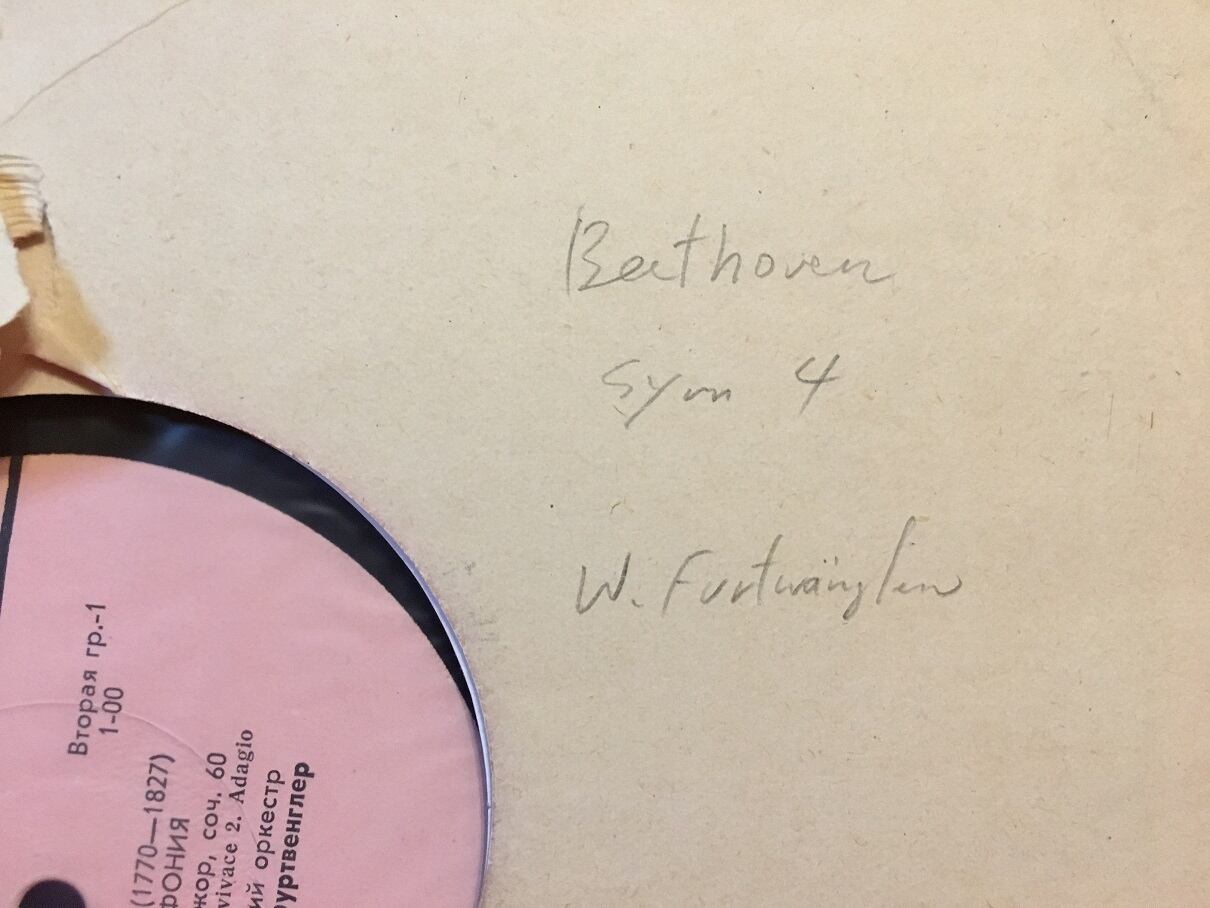 Beethoven
Sym 4
W. Furtwängler
Вторая гр.-1
1-00
(1770—1827)
ФОНИЯ
жор, соч. 60
vivace 2. Adagio
ий оркестр
уртвенглер